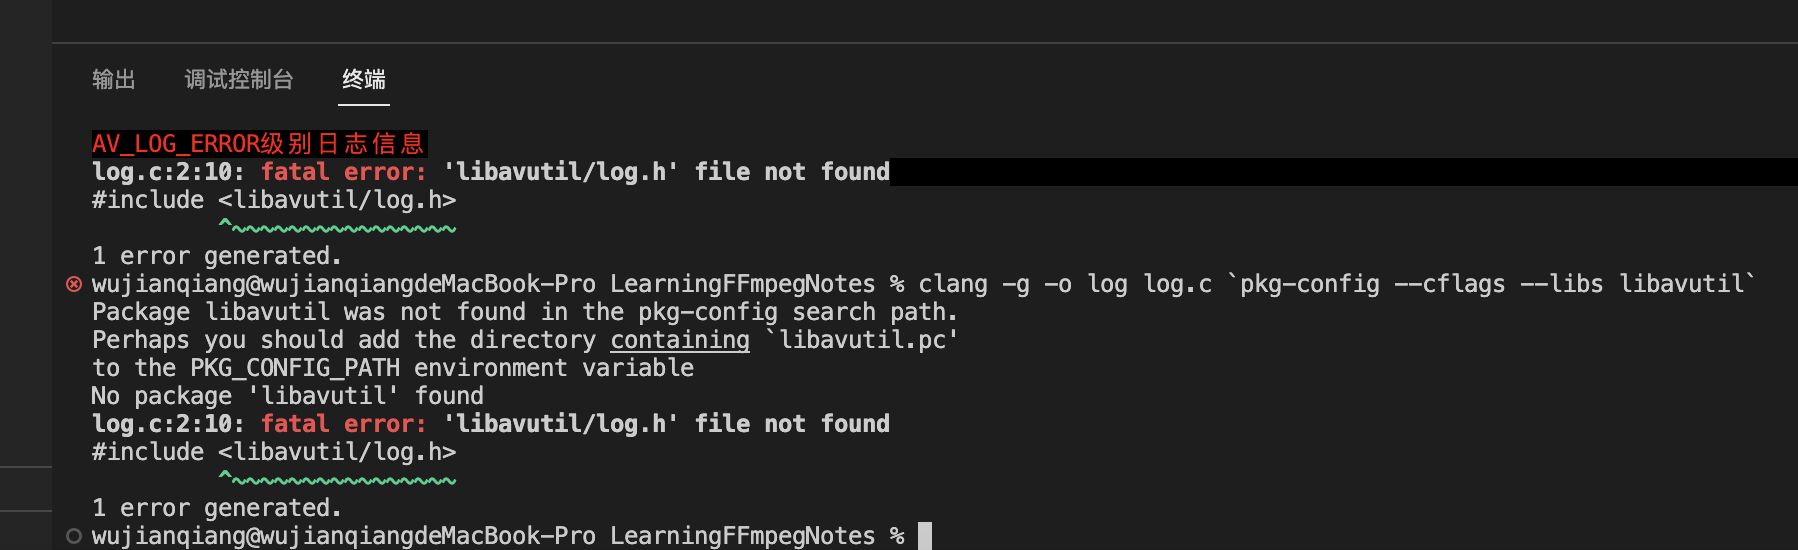 输出 调试控制台 终端
AV_LOG_ERROR级别日志信息
log.c:2:10: fatal error: 'libavutil/log.h' file not found
#include <libavutil/log.h>
^~~~~~~~~~~~~~~~~
1 error generated.
wujianqiang@wujianqiangdeMacBook-Pro LearningFFmpegNotes % clang -g -o log log.c `pkg-config --cflags --libs libavutil`
Package libavutil was not found in the pkg-config search path.
Perhaps you should add the directory containing `libavutil.pc'
to the PKG_CONFIG_PATH environment variable
No package 'libavutil' found
log.c:2:10: fatal error: 'libavutil/log.h' file not found
#include <libavutil/log.h>
^~~~~~~~~~~~~~~~~
1 error generated.
wujianqiang@wujianqiangdeMacBook-Pro LearningFFmpegNotes %